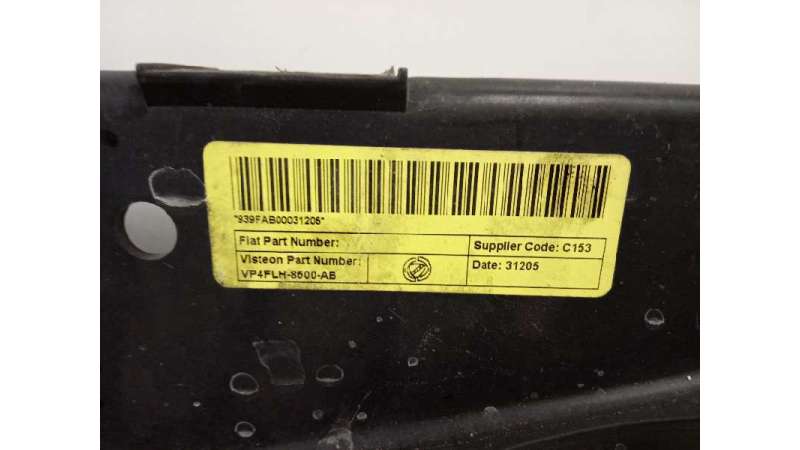 *939FAB00031205*
Fiat Part Number:
Supplier Code: C153
Visteon Part Number:
VP4FLH-8600-AB
Date: 31205